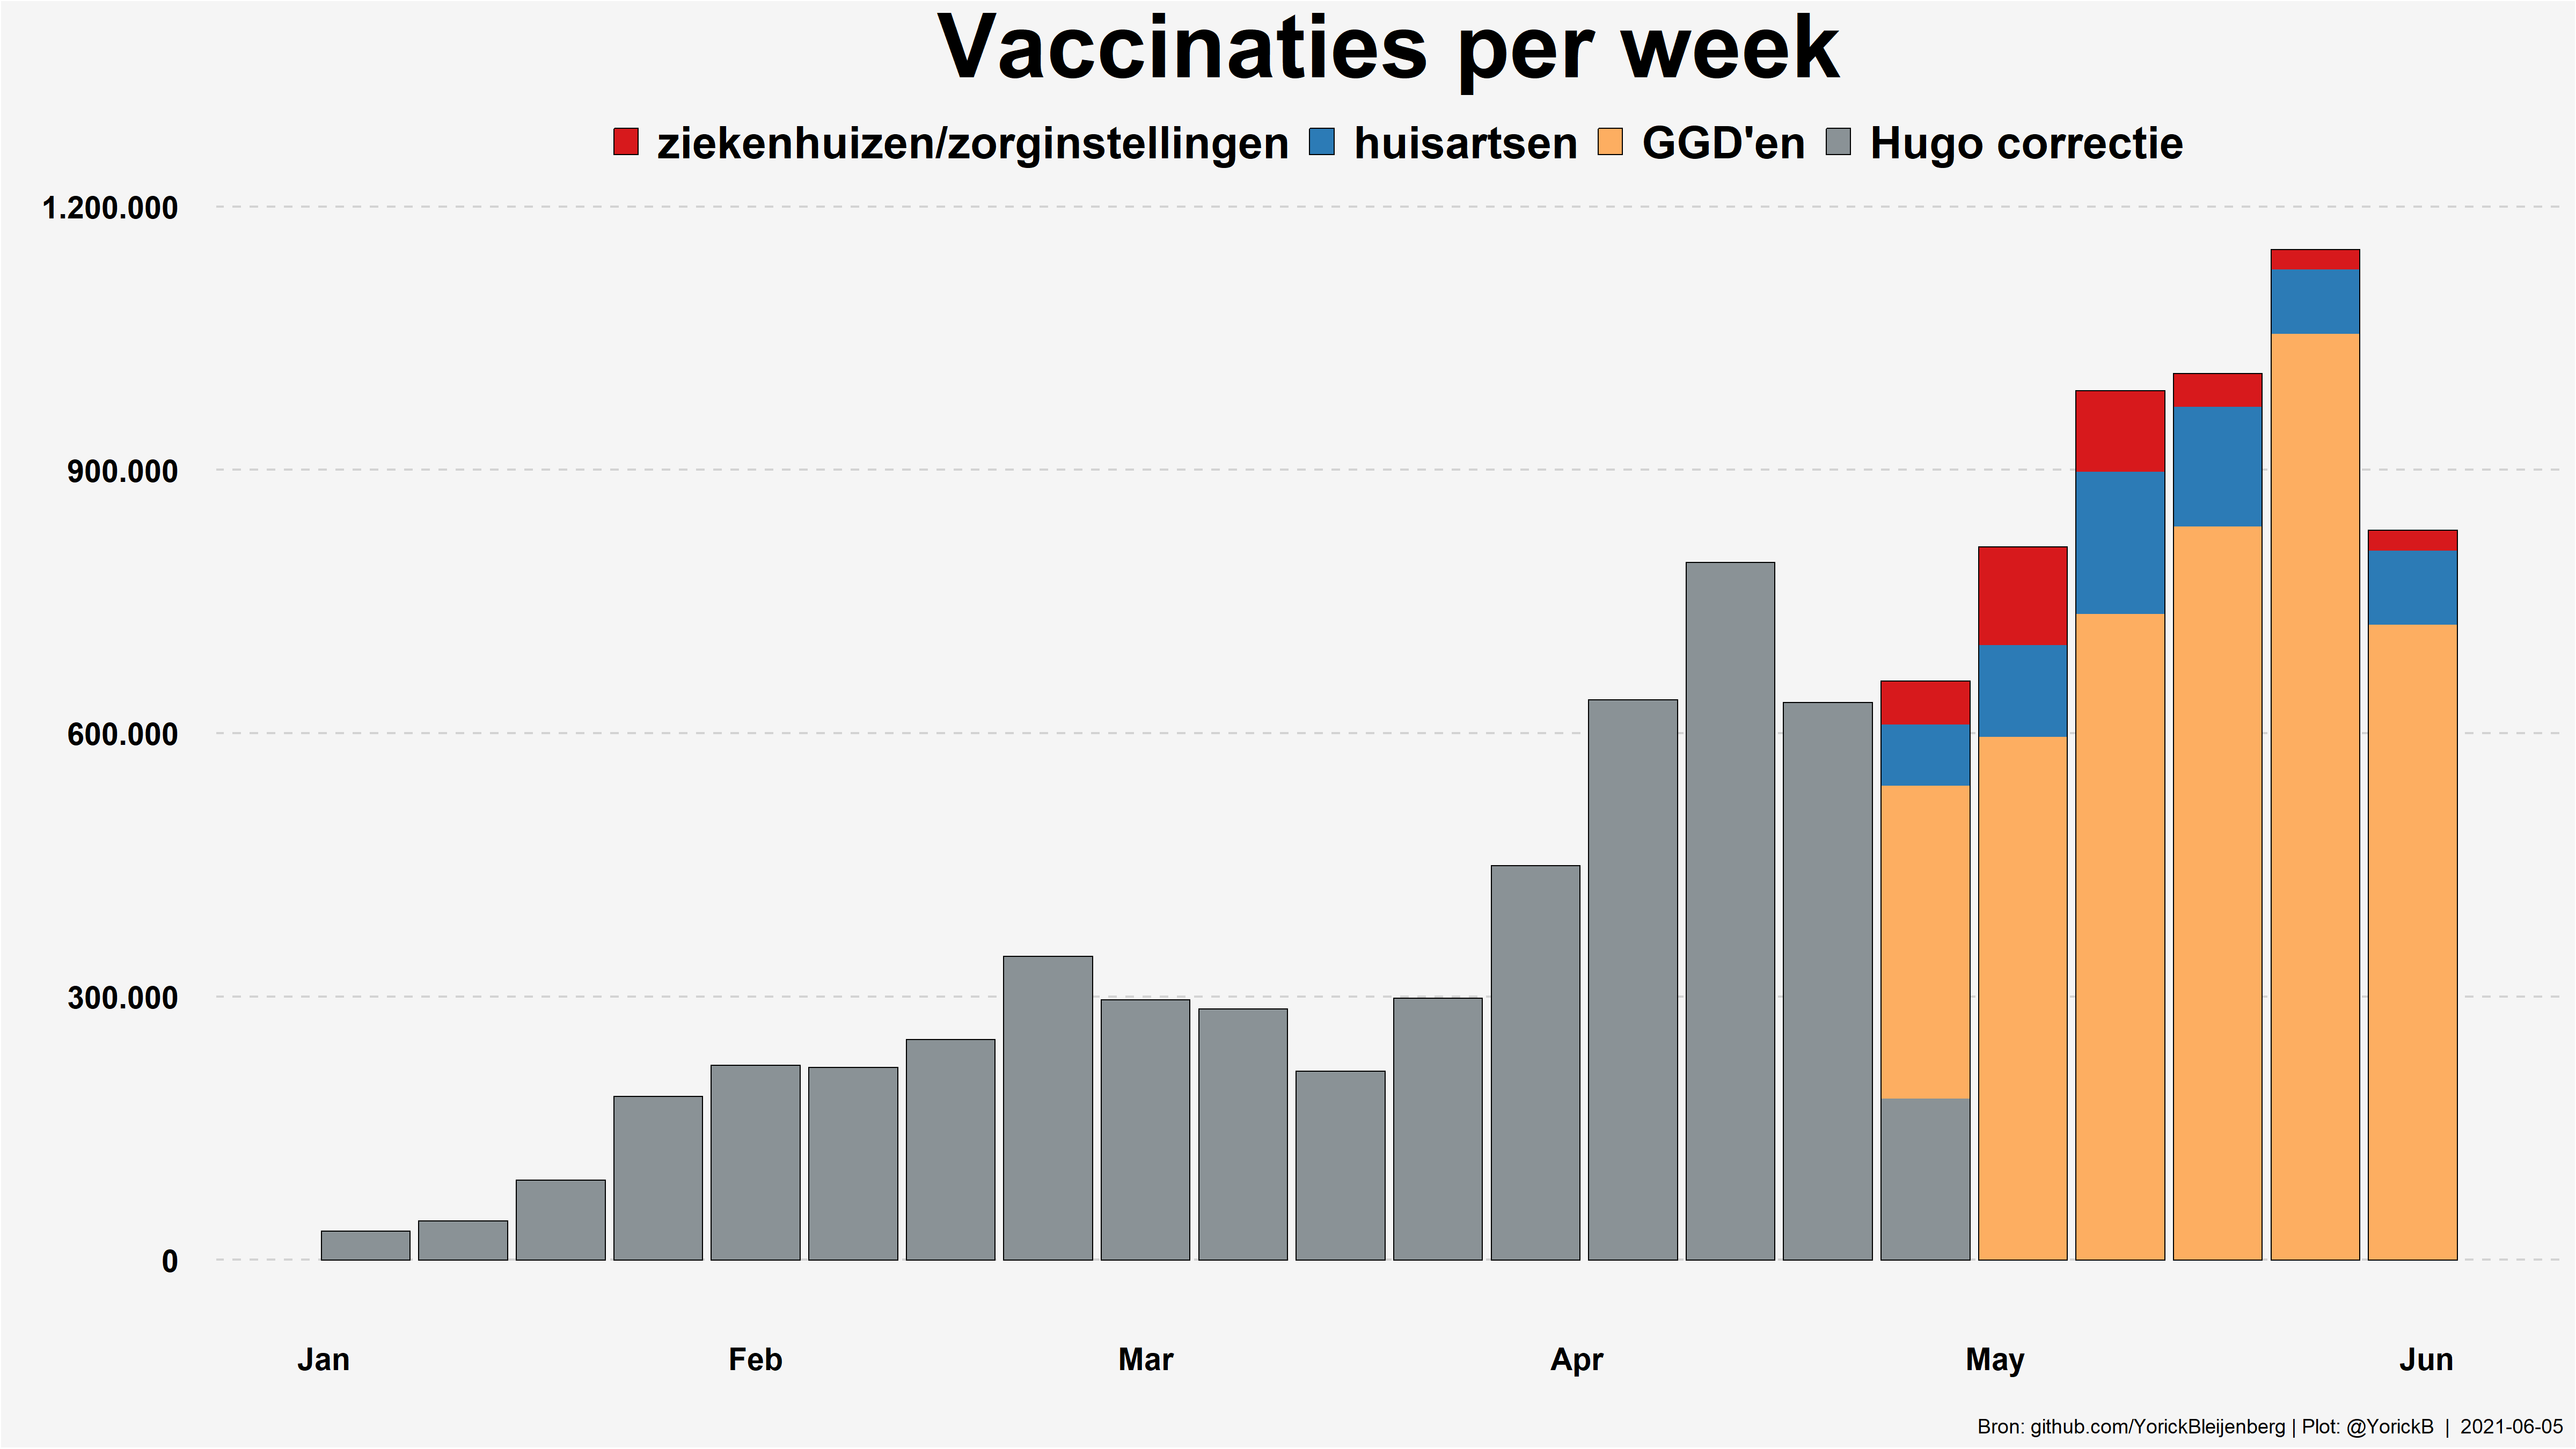 Vaccinaties per week
ziekenhuizen/zorginstellingen huisartsen GGD'en Hugo correctie
1.200.000
900.000
600.000
300.000
0
Jan Feb Mar Apr May Jun
Bron: github.com/YorickBleijenberg | Plot: @YorickB | 2021-06-05